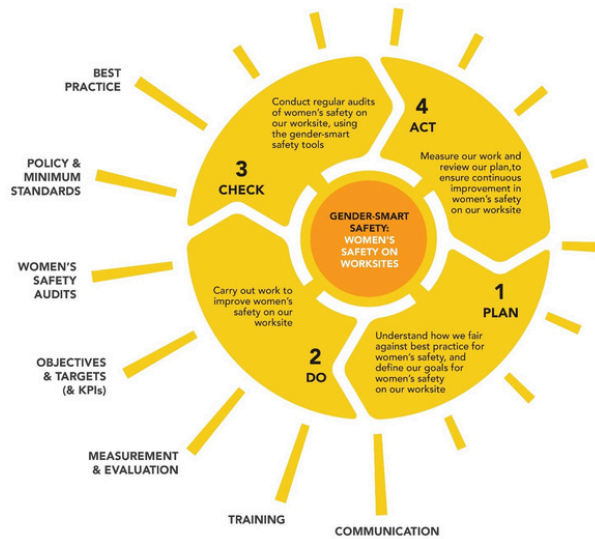 BEST
PRACTICE
POLICY &
MINIMUM
STANDARDS
WOMEN'S
SAFETY
AUDITS
OBJECTIVES
& TARGETS
(& KPIs)
MEASUREMENT
& EVALUATION
TRAINING
COMMUNICATION
GENDER-SMART
SAFETY:
WOMEN'S
SAFETY ON
WORKSITES
1
PLAN
Understand how we fair
against best practice for
women's safety, and
define our goals for
women's safety
on our worksite
2
DO
Carry out work to
improve women's
safety on our
worksite
3
CHECK
Conduct regular audits
of women's safety on
our worksite, using
the gender-smart
safety tools
4
ACT
Measure our work and
review our plan,to
ensure continuous
improvement in
women's safety
on our worksite